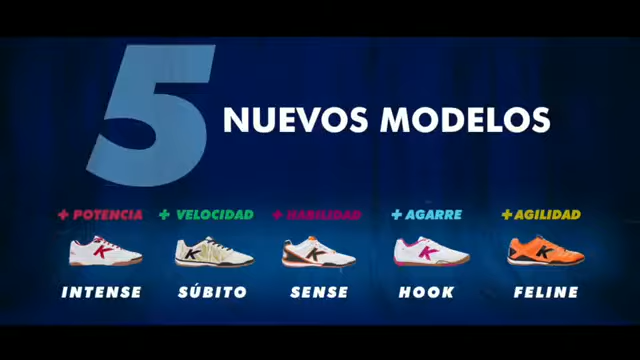 5 NUEVOS MODELOS
+ POTENCIA + VELOCIDAD + HABILIDAD + AGARRE + AGILIDAD
K K K K K
INTENSE SÚBITO SENSE HOOK FELINE